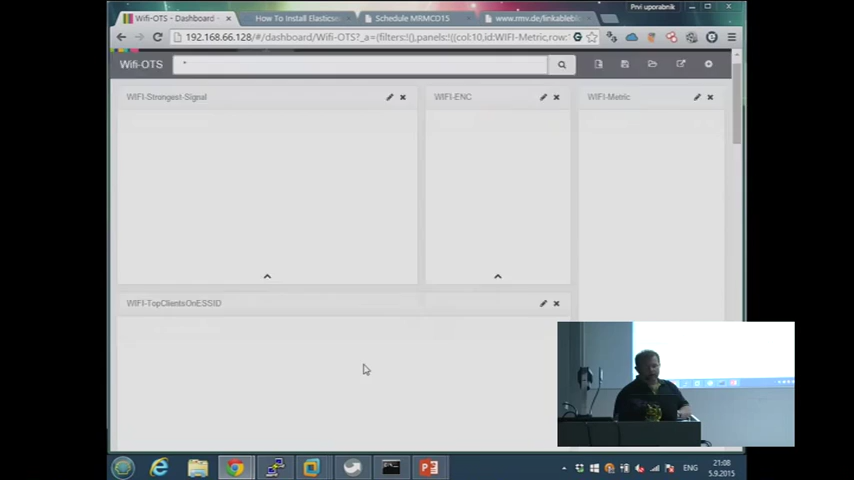 Prvi uporabnik
Wifi-OTS - Dashboard
How To Install Elasticse
Schedule MRMCD15
www.rmv.de/linkableble
192.168.66.128/#/dashboard/Wifi-OTS?_a=(filters:!(),panels:!((col:10,id:WIFI-Metric,row:
Wifi-OTS
*
WIFI-Strongest-Signal
WIFI-ENC
WIFI-Metric
WIFI-TopClientsOnESSID
ENG
21:08
5.9.2015